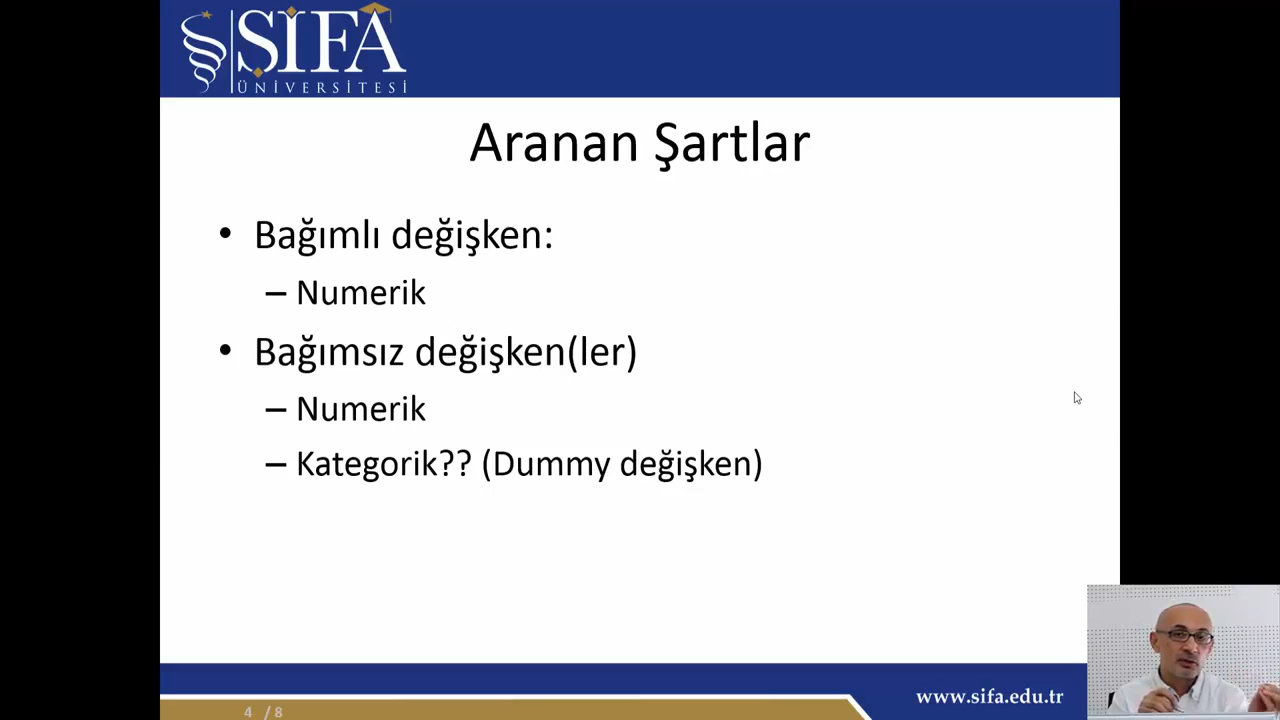 ŞİFÂ
ÜNİVERSİTESİ
Aranan Şartlar
• Bağımlı değişken:
– Numerik
• Bağımsız değişken(ler)
– Numerik
– Kategorik?? (Dummy değişken)
www.sifa.edu.tr
4 / 8